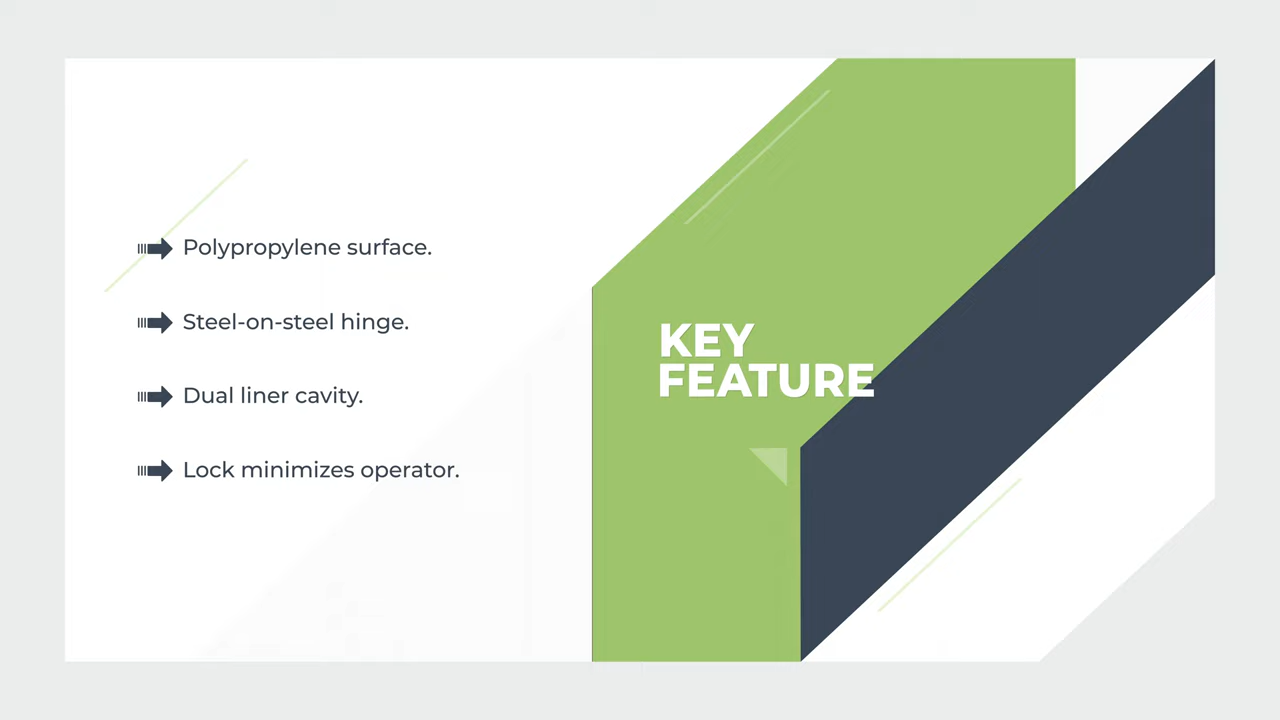 Polypropylene surface.
Steel-on-steel hinge.
Dual liner cavity.
Lock minimizes operator.
KEY
FEATURE